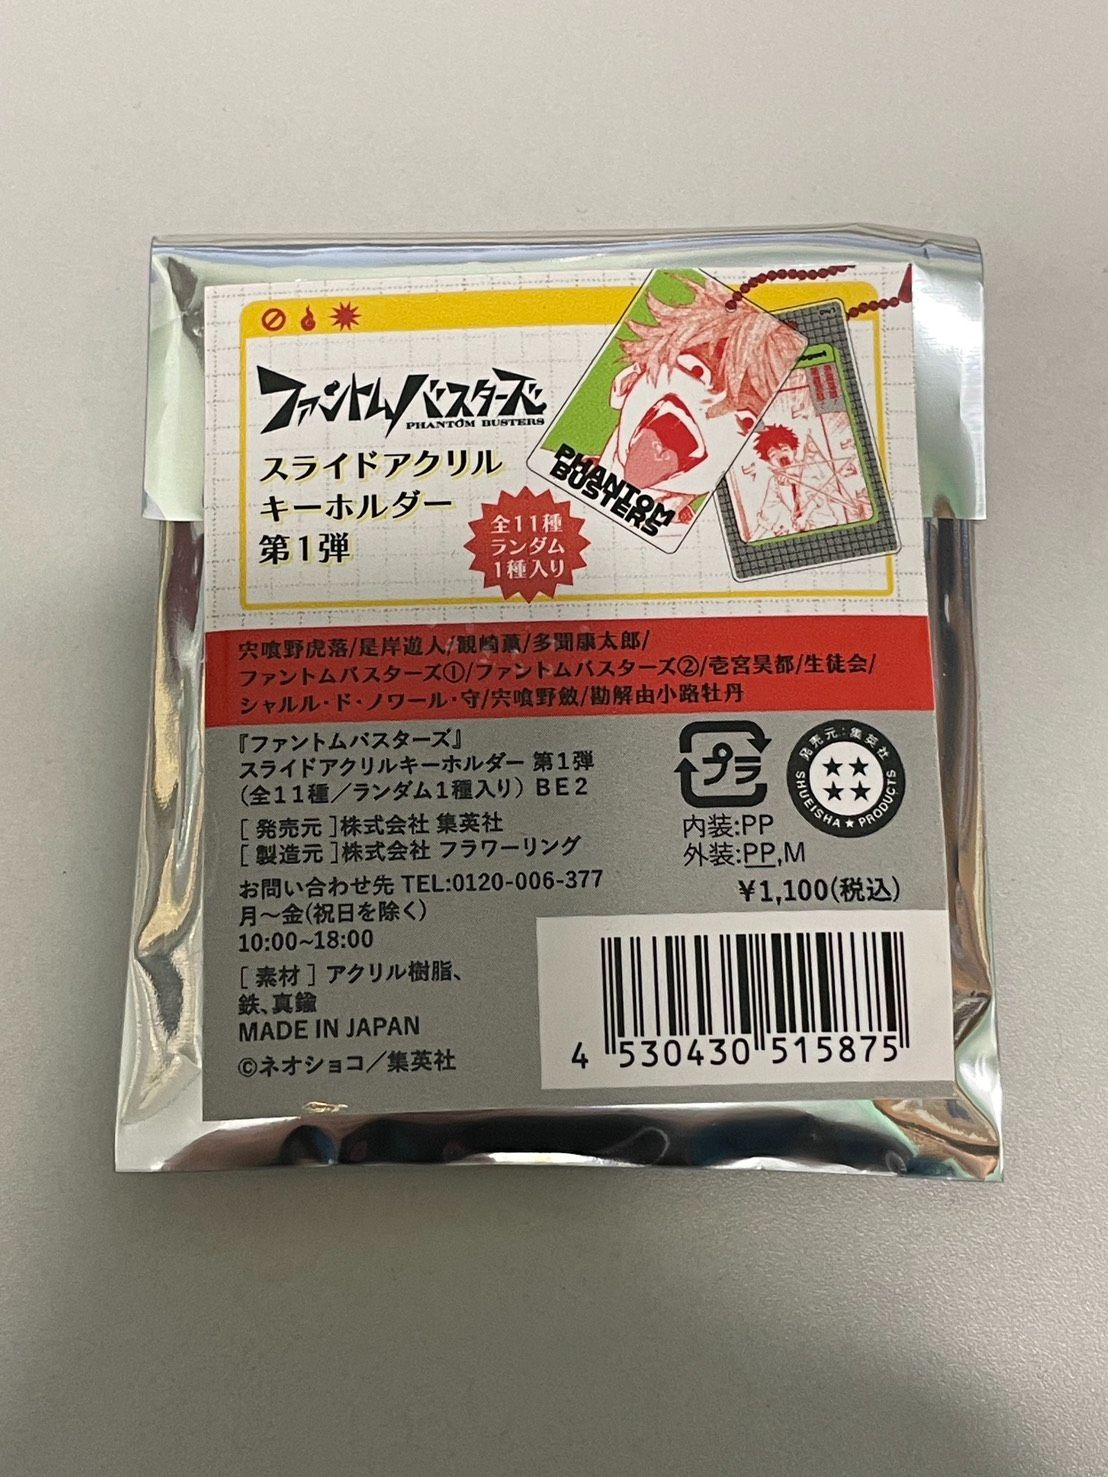 ファントムバスターズ
PHANTOM BUSTERS
スライドアクリル
キーホルダー
第1弾
全11種
ランダム
1種入り
PHANTOM
BUSTERS
宍喰野虎落/是岸遊人/観崎薫/多聞康太郎/
ファントムバスターズ①/ファントムバスターズ②/壱宮昊都/生徒会/
シャルル・ド・ノワール・守/宍喰野斂/勘解由小路牡丹
『ファントムバスターズ』
スライドアクリルキーホルダー 第1弾
(全11種/ランダム1種入り) BE2
[ 発売元 ]株式会社 集英社
[ 製造元 ]株式会社 フラワーリング
お問い合わせ先 TEL:0120-006-377
月〜金(祝日を除く)
10:00~18:00
[ 素材 ] アクリル樹脂、
鉄、真鍮
MADE IN JAPAN
©ネオショコ/集英社
プラ
内装:PP
外装:PP,M
発売元:集英社
SHUEISHA★PRODUCTS
¥1,100(税込)
4 530430 515875